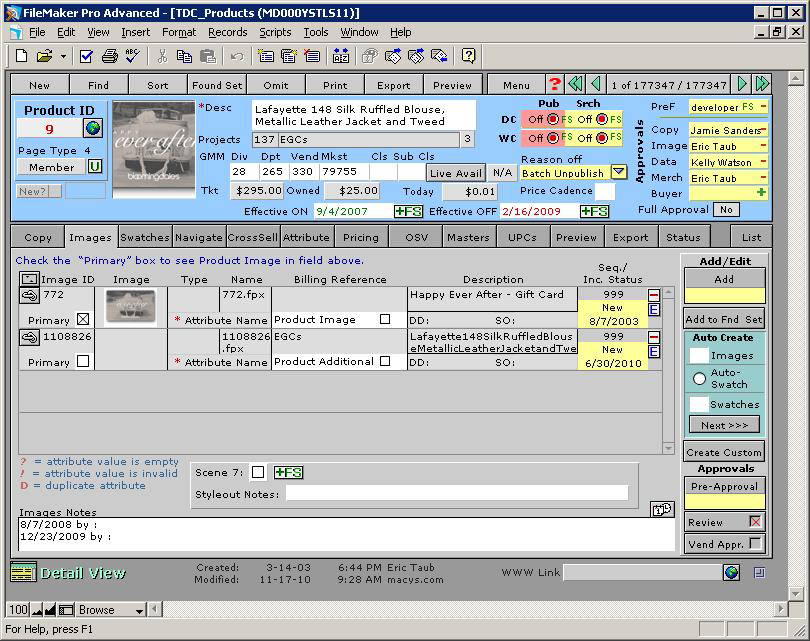 FileMaker Pro Advanced - [TDC_Products (MD000YSTLS11)]
File Edit View Insert Format Records Scripts Tools Window Help
New Find Sort Found Set Omit Print Export Preview Menu ? 1 of 177347 / 177347
Product ID
9
Page Type 4
Member U
New?
ever after
bloomingdales
*Desc Lafayette 148 Silk Ruffled Blouse,
Metallic Leather Jacket and Tweed
Projects 137 EGCs 3
GMM Div Dpt Vend Mkst Cls Sub Cls
28 265 330 79755 Live Avail N/A
Tkt $295.00 Owned $25.00 Today $0.01
Effective ON 9/4/2007 +FS Effective OFF 2/16/2009 +FS
Pub Srch
DC Off FS Off FS
WC Off FS Off FS
Reason off
Batch Unpublish
Price Cadence
Approvals
PreF developer FS
Copy Jamie Sanders
Image Eric Taub
Data Kelly Watson
Merch Eric Taub
Buyer
Full Approval No
Copy Images Swatches Navigate CrossSell Attribute Pricing OSV Masters UPCs Preview Export Status List
Check the "Primary" box to see Product Image in field above.
Image ID Image Type Name Billing Reference Description Seq./
Inc. Status
772 772.fpx Happy Ever After - Gift Card 999
New
Primary * Attribute Name Product Image DD: SO: 8/7/2003
E
1108826 1108826
.fpx EGCs Lafayette148SilkRuffledBlous
eMetallicLeatherJacketandTwe 999
New
Primary * Attribute Name Product Additional DD: SO: 6/30/2010
E
? = attribute value is empty
! = attribute value is invalid
D = duplicate attribute
Scene 7: +FS
Styleout Notes:
Images Notes
8/7/2008 by :
12/23/2009 by :
Add/Edit
Add
Add to Fnd Set
Auto Create
Images
Auto-
Swatch
Swatches
Next >>>
Create Custom
Approvals
Pre-Approval
Review
Vend Appr.
Detail View
Created: 3-14-03 6:44 PM Eric Taub
Modified: 11-17-10 9:28 AM macys.com
WWW Link
100 Browse
For Help, press F1